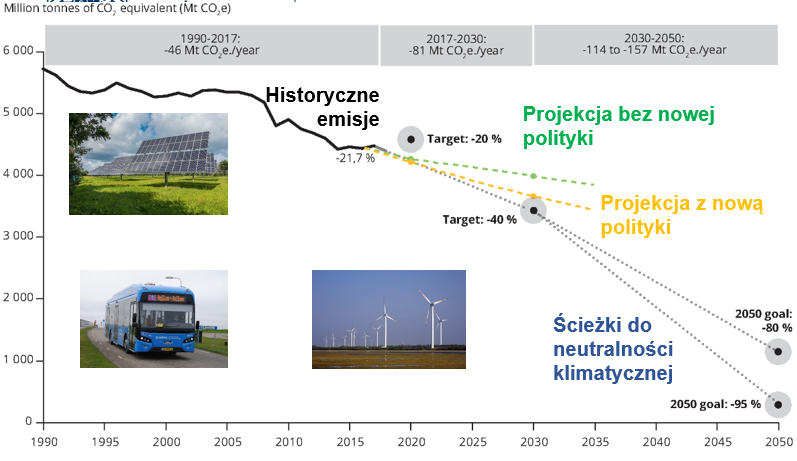 Million tonnes of CO₂ equivalent (Mt CO₂e)
1990-2017:
-46 Mt CO₂e./year
2017-2030:
-81 Mt CO₂e./year
2030-2050:
-114 to -157 Mt CO₂e./year
6 000
5 000
4 000
3 000
2 000
1 000
0
Historyczne
emisje
-21,7 %
Target: -20 %
Projekcja bez nowej
polityki
Target: -40 %
Projekcja z nową
polityki
Ścieżki do
neutralności
klimatycznej
2050 goal:
-80 %
2050 goal: -95 %
1990
1995
2000
2005
2010
2015
2020
2025
2030
2035
2040
2045
2050